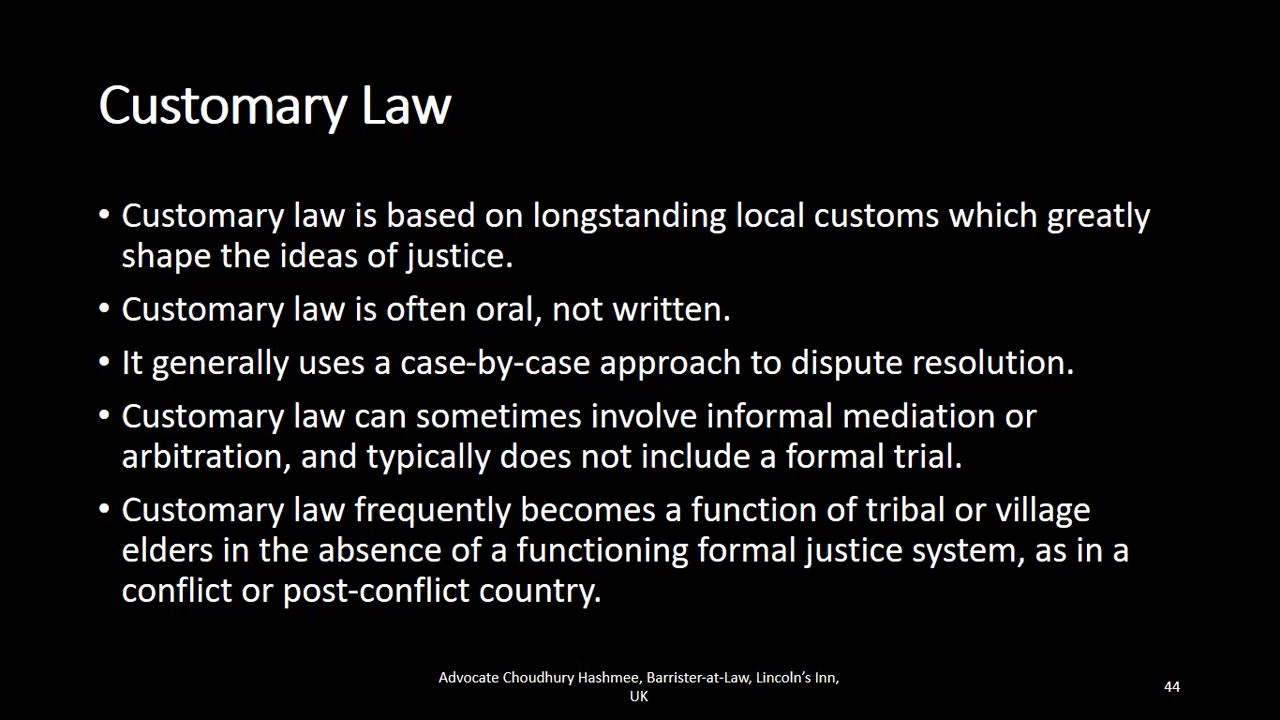 Customary Law
• Customary law is based on longstanding local customs which greatly
shape the ideas of justice.
• Customary law is often oral, not written.
• It generally uses a case-by-case approach to dispute resolution.
• Customary law can sometimes involve informal mediation or
arbitration, and typically does not include a formal trial.
• Customary law frequently becomes a function of tribal or village
elders in the absence of a functioning formal justice system, as in a
conflict or post-conflict country.
Advocate Choudhury Hashmee, Barrister-at-Law, Lincoln’s Inn,
UK
44